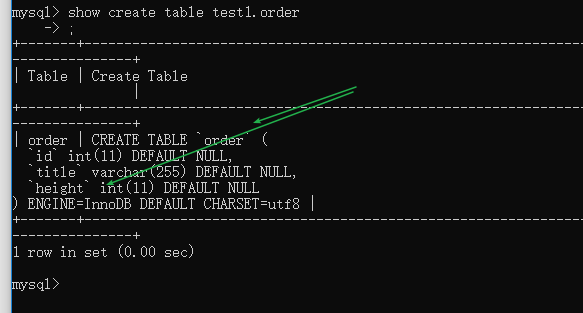 mysql> show create table test1.order
    -> ;
+-------+----------------------------------------------------------------
---------------+
| Table | Create Table
               |
+-------+----------------------------------------------------------------
---------------+
| order | CREATE TABLE `order` (
  `id` int(11) DEFAULT NULL,
  `title` varchar(255) DEFAULT NULL,
  `height` int(11) DEFAULT NULL
) ENGINE=InnoDB DEFAULT CHARSET=utf8 |
+-------+----------------------------------------------------------------
---------------+
1 row in set (0.00 sec)

mysql>